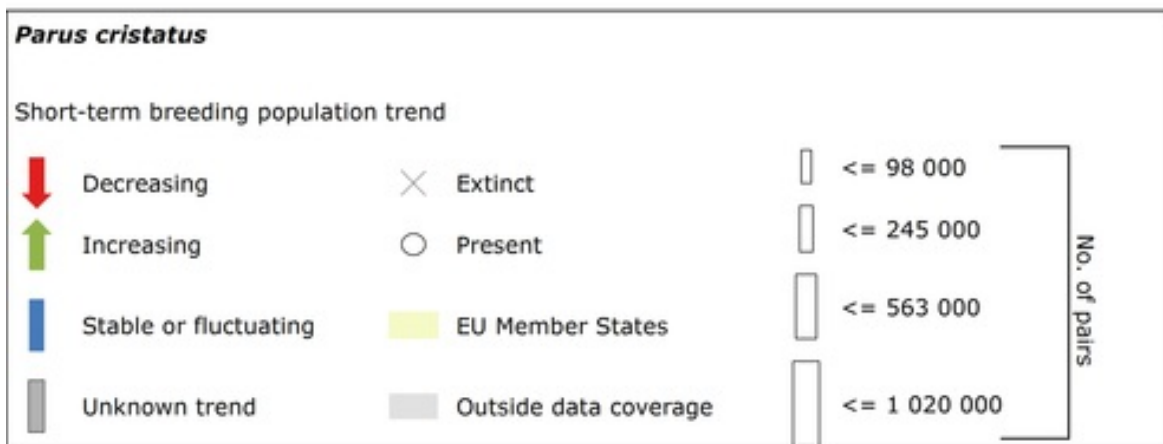 Parus cristatus
Short-term breeding population trend
Decreasing
Increasing
Stable or fluctuating
Unknown trend
Extinct
Present
EU Member States
Outside data coverage
<= 98 000
<= 245 000
<= 563 000
<= 1 020 000
No. of pairs